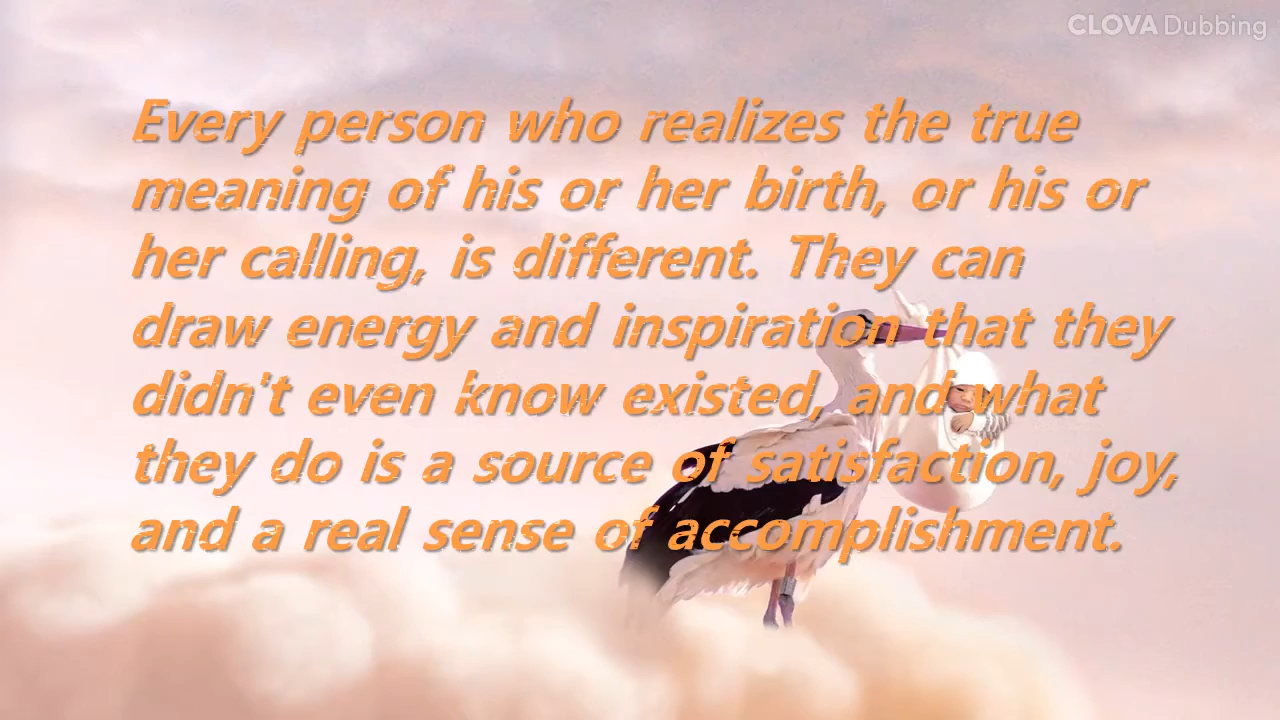 CLOVA Dubbing
Every person who realizes the true
meaning of his or her birth, or his or
her calling, is different. They can
draw energy and inspiration that they
didn't even know existed, and what
they do is a source of satisfaction, joy,
and a real sense of accomplishment.